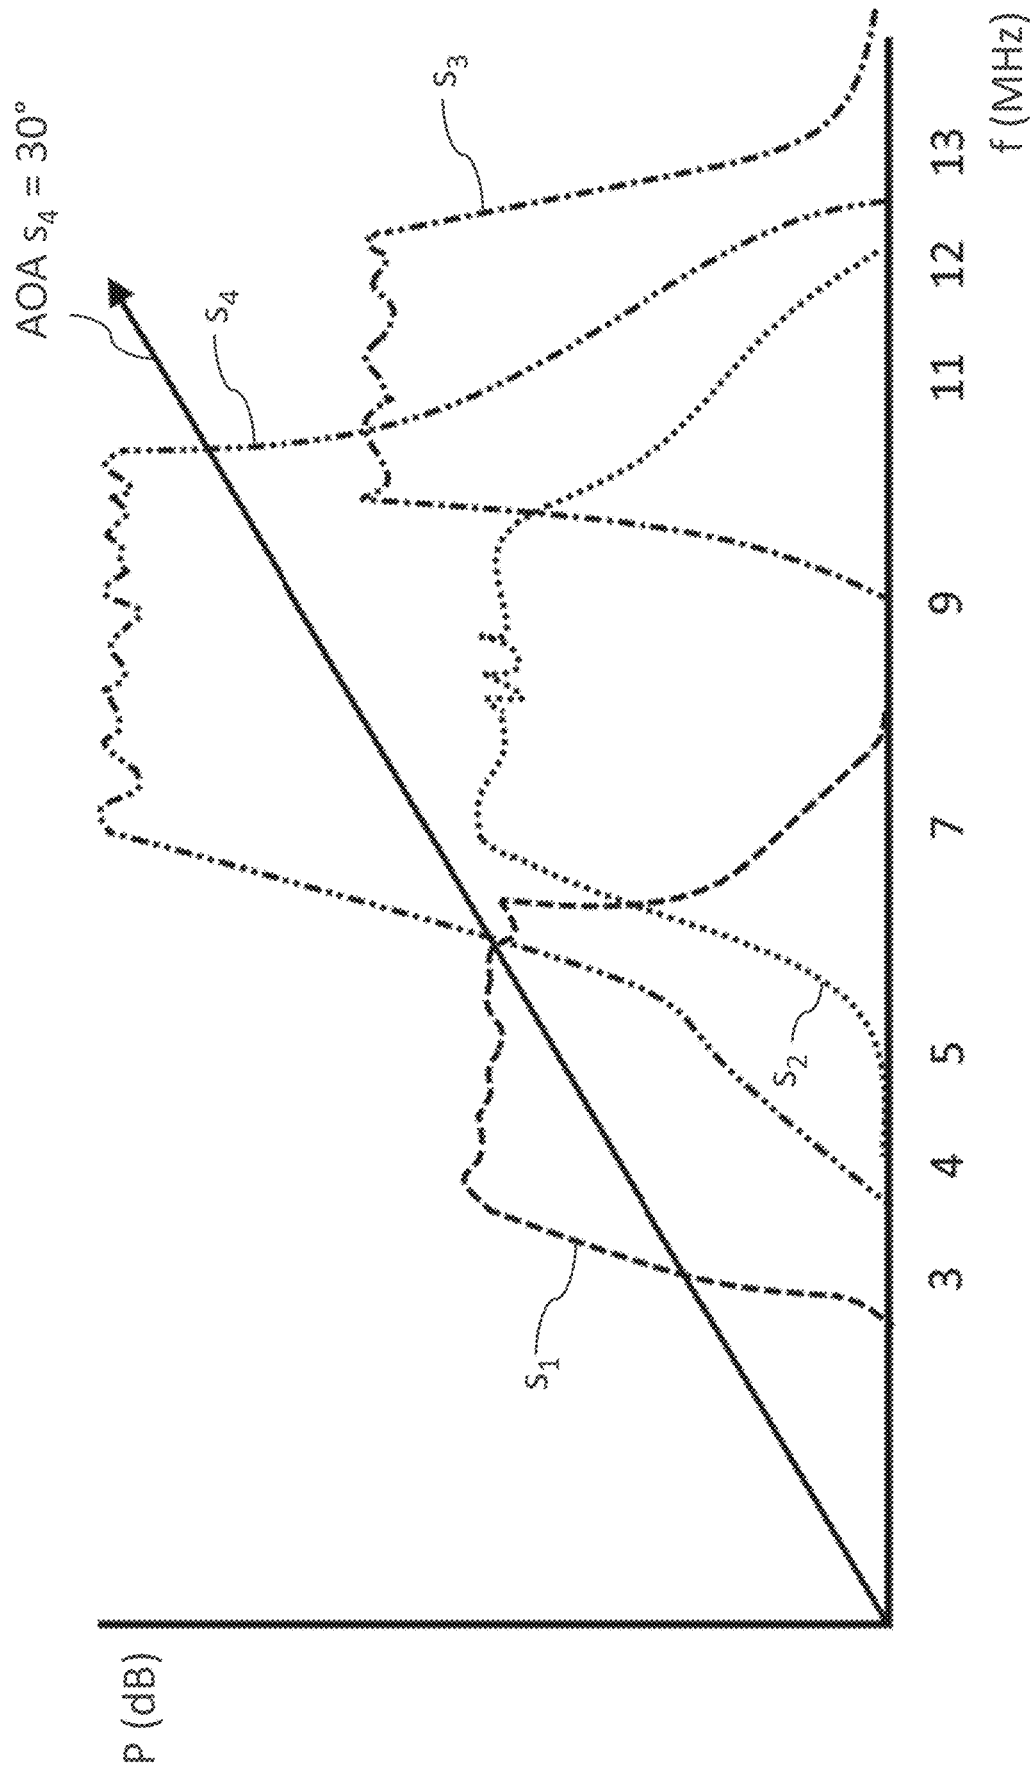 P (dB)
AOA s₄ = 30°
s₄
s₃
s₁
s₂
3 4 5 7 9 11 12 13
f (MHz)